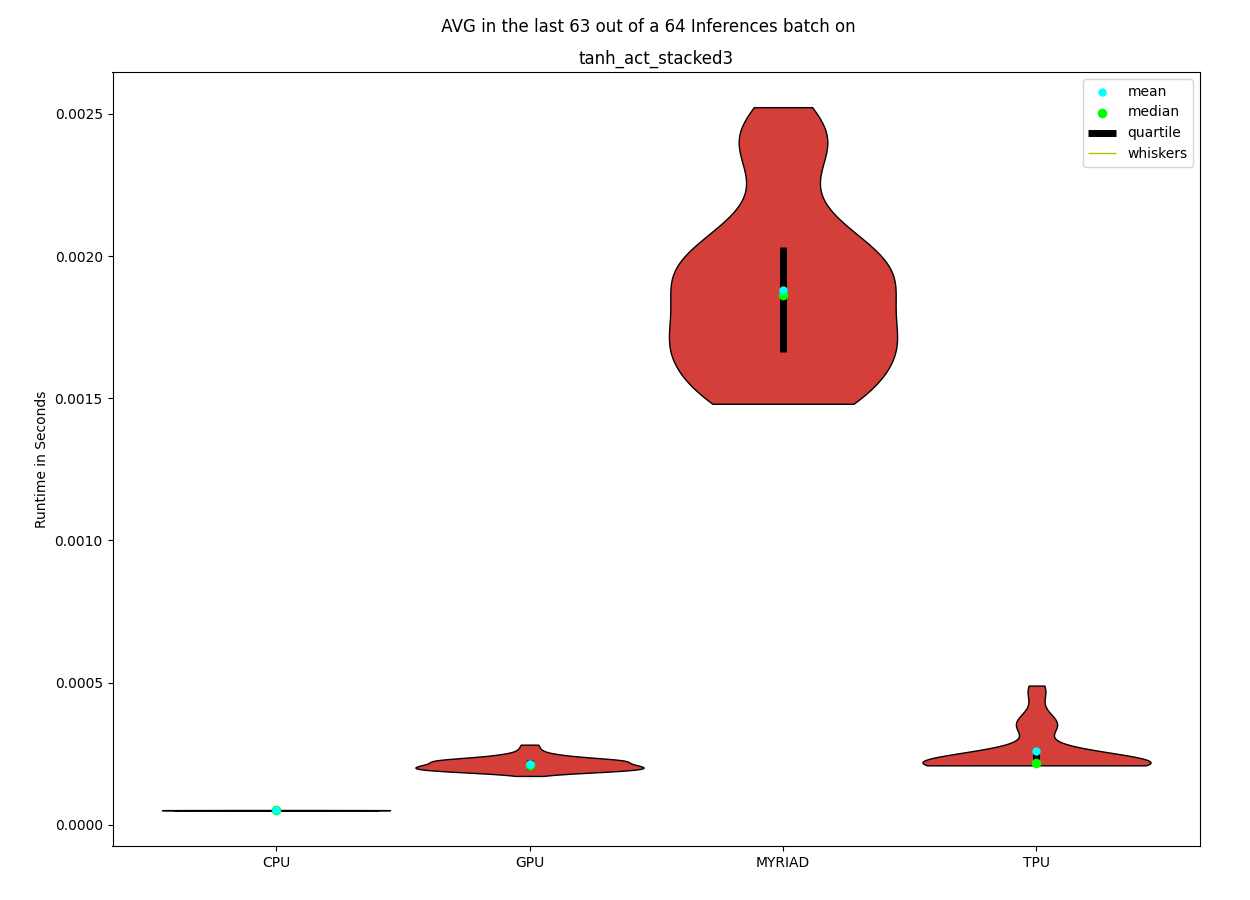 AVG in the last 63 out of a 64 Inferences batch on
tanh_act_stacked3
mean
median
quartile
whiskers
Runtime in Seconds
0.0025
0.0020
0.0015
0.0010
0.0005
0.0000
CPU GPU MYRIAD TPU